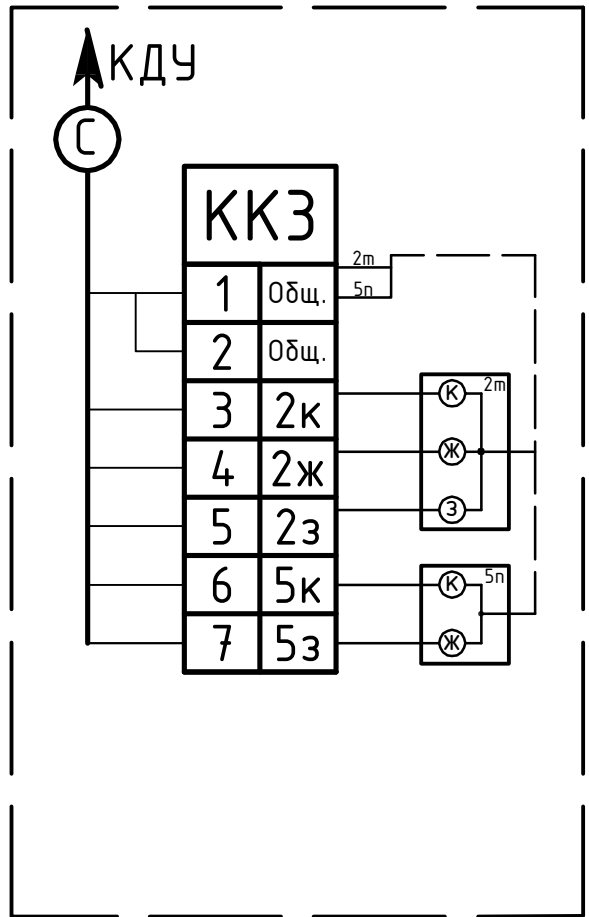 КДУ
С
ККЗ
1 Общ. 2т
5п
2 Общ.
3 2к К 2т
4 2ж Ж
5 2з З
6 5к К 5п
7 5з Ж